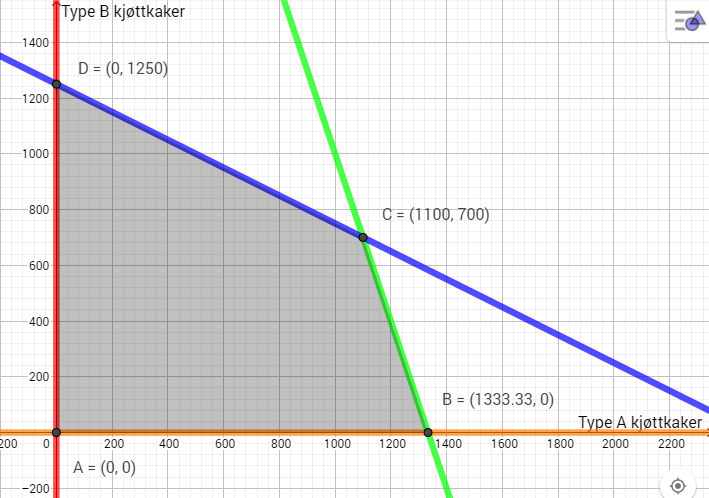 Type B kjøttkaker
1400
D = (0, 1250)
1200
1000
800
C = (1100, 700)
600
400
B = (1333.33, 0)
200
Type A kjøttkaker
200 0 200 400 600 800 1000 1200 1400 1600 1800 2000 2200
A = (0, 0)
−200